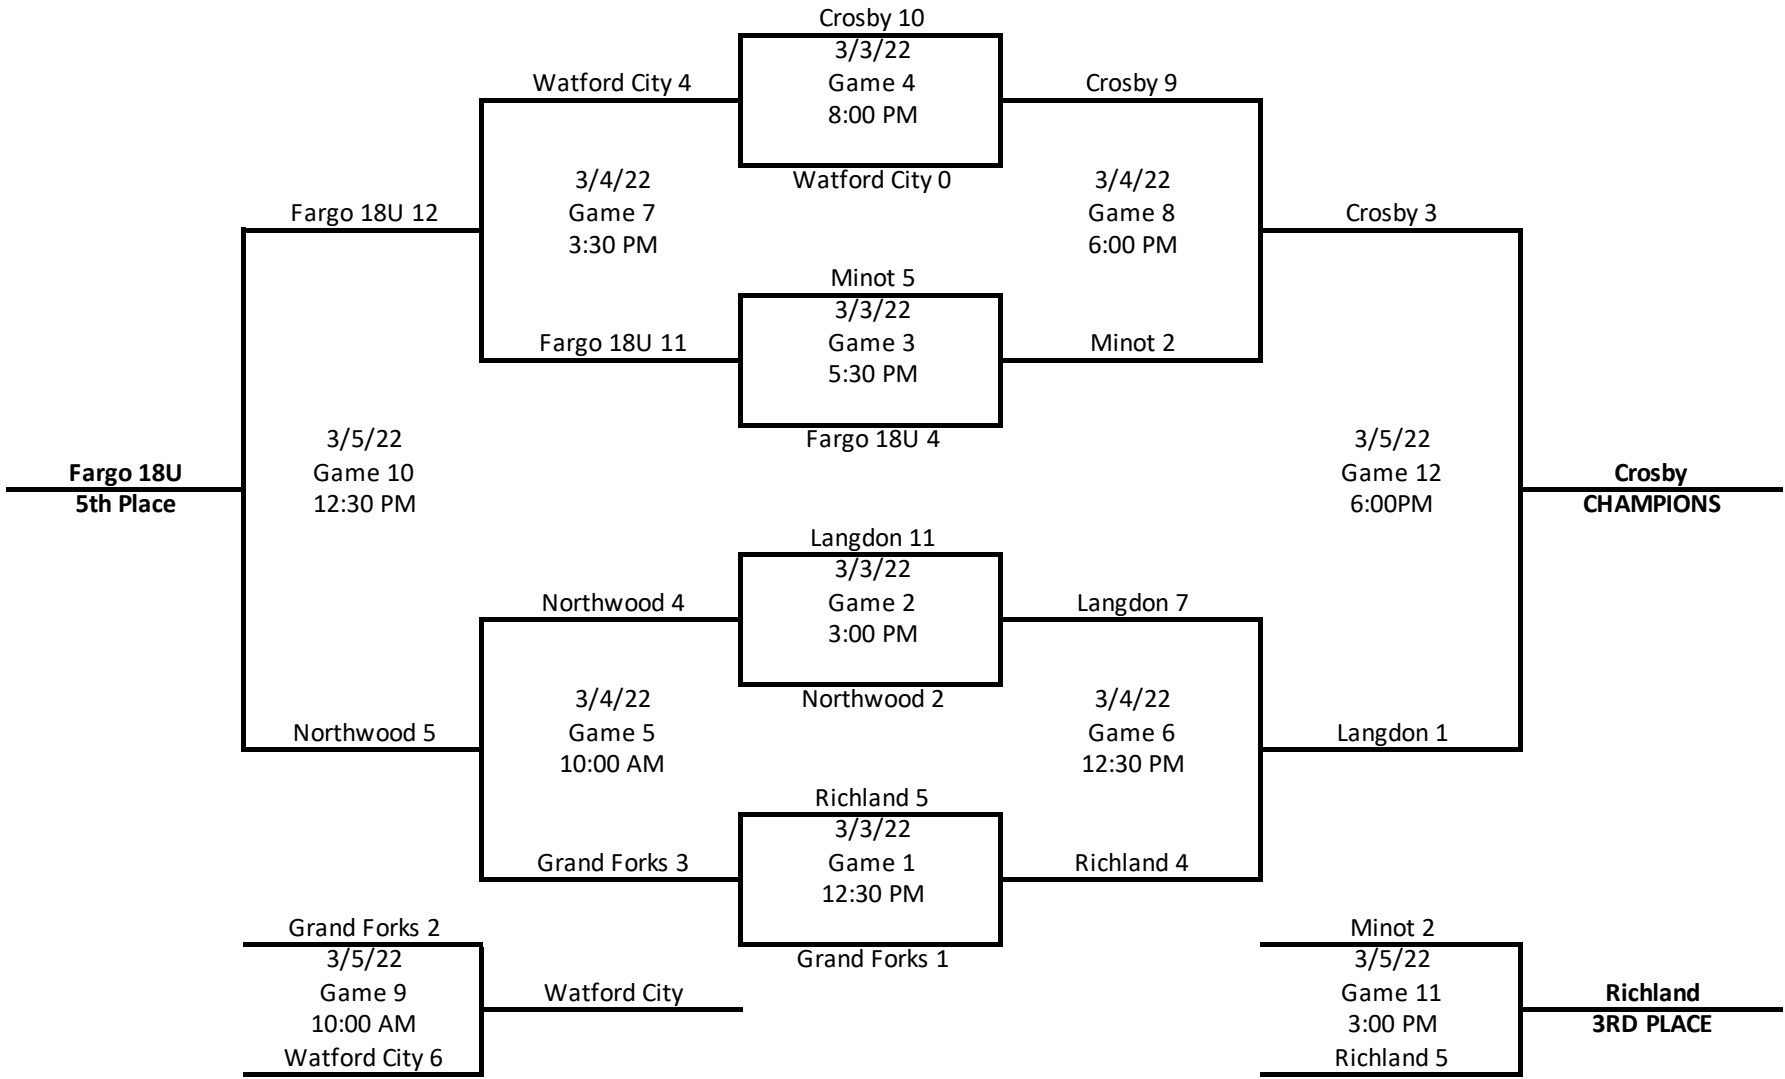 Crosby 10
3/3/22
Watford City 4
Game 4
Crosby 9
8:00 PM
3/4/22
Watford City 0
3/4/22
Fargo 18U 12
Game 7
Game 8
Crosby 3
3:30 PM
6:00 PM
Minot 5
3/3/22
Fargo 18U 11
Game 3
Minot 2
5:30 PM
3/5/22
Fargo 18U 4
3/5/22
Fargo 18U
Game 10
Game 12
Crosby
5th Place
12:30 PM
6:00PM
CHAMPIONS
Langdon 11
3/3/22
Northwood 4
Game 2
Langdon 7
3:00 PM
3/4/22
Northwood 2
3/4/22
Northwood 5
Game 5
Game 6
Langdon 1
10:00 AM
12:30 PM
Richland 5
3/3/22
Grand Forks 3
Game 1
Richland 4
12:30 PM
Grand Forks 2
Minot 2
3/5/22
Grand Forks 1
3/5/22
Game 9
Watford City
Game 11
Richland
10:00 AM
3:00 PM
3RD PLACE
Watford City 6
Richland 5